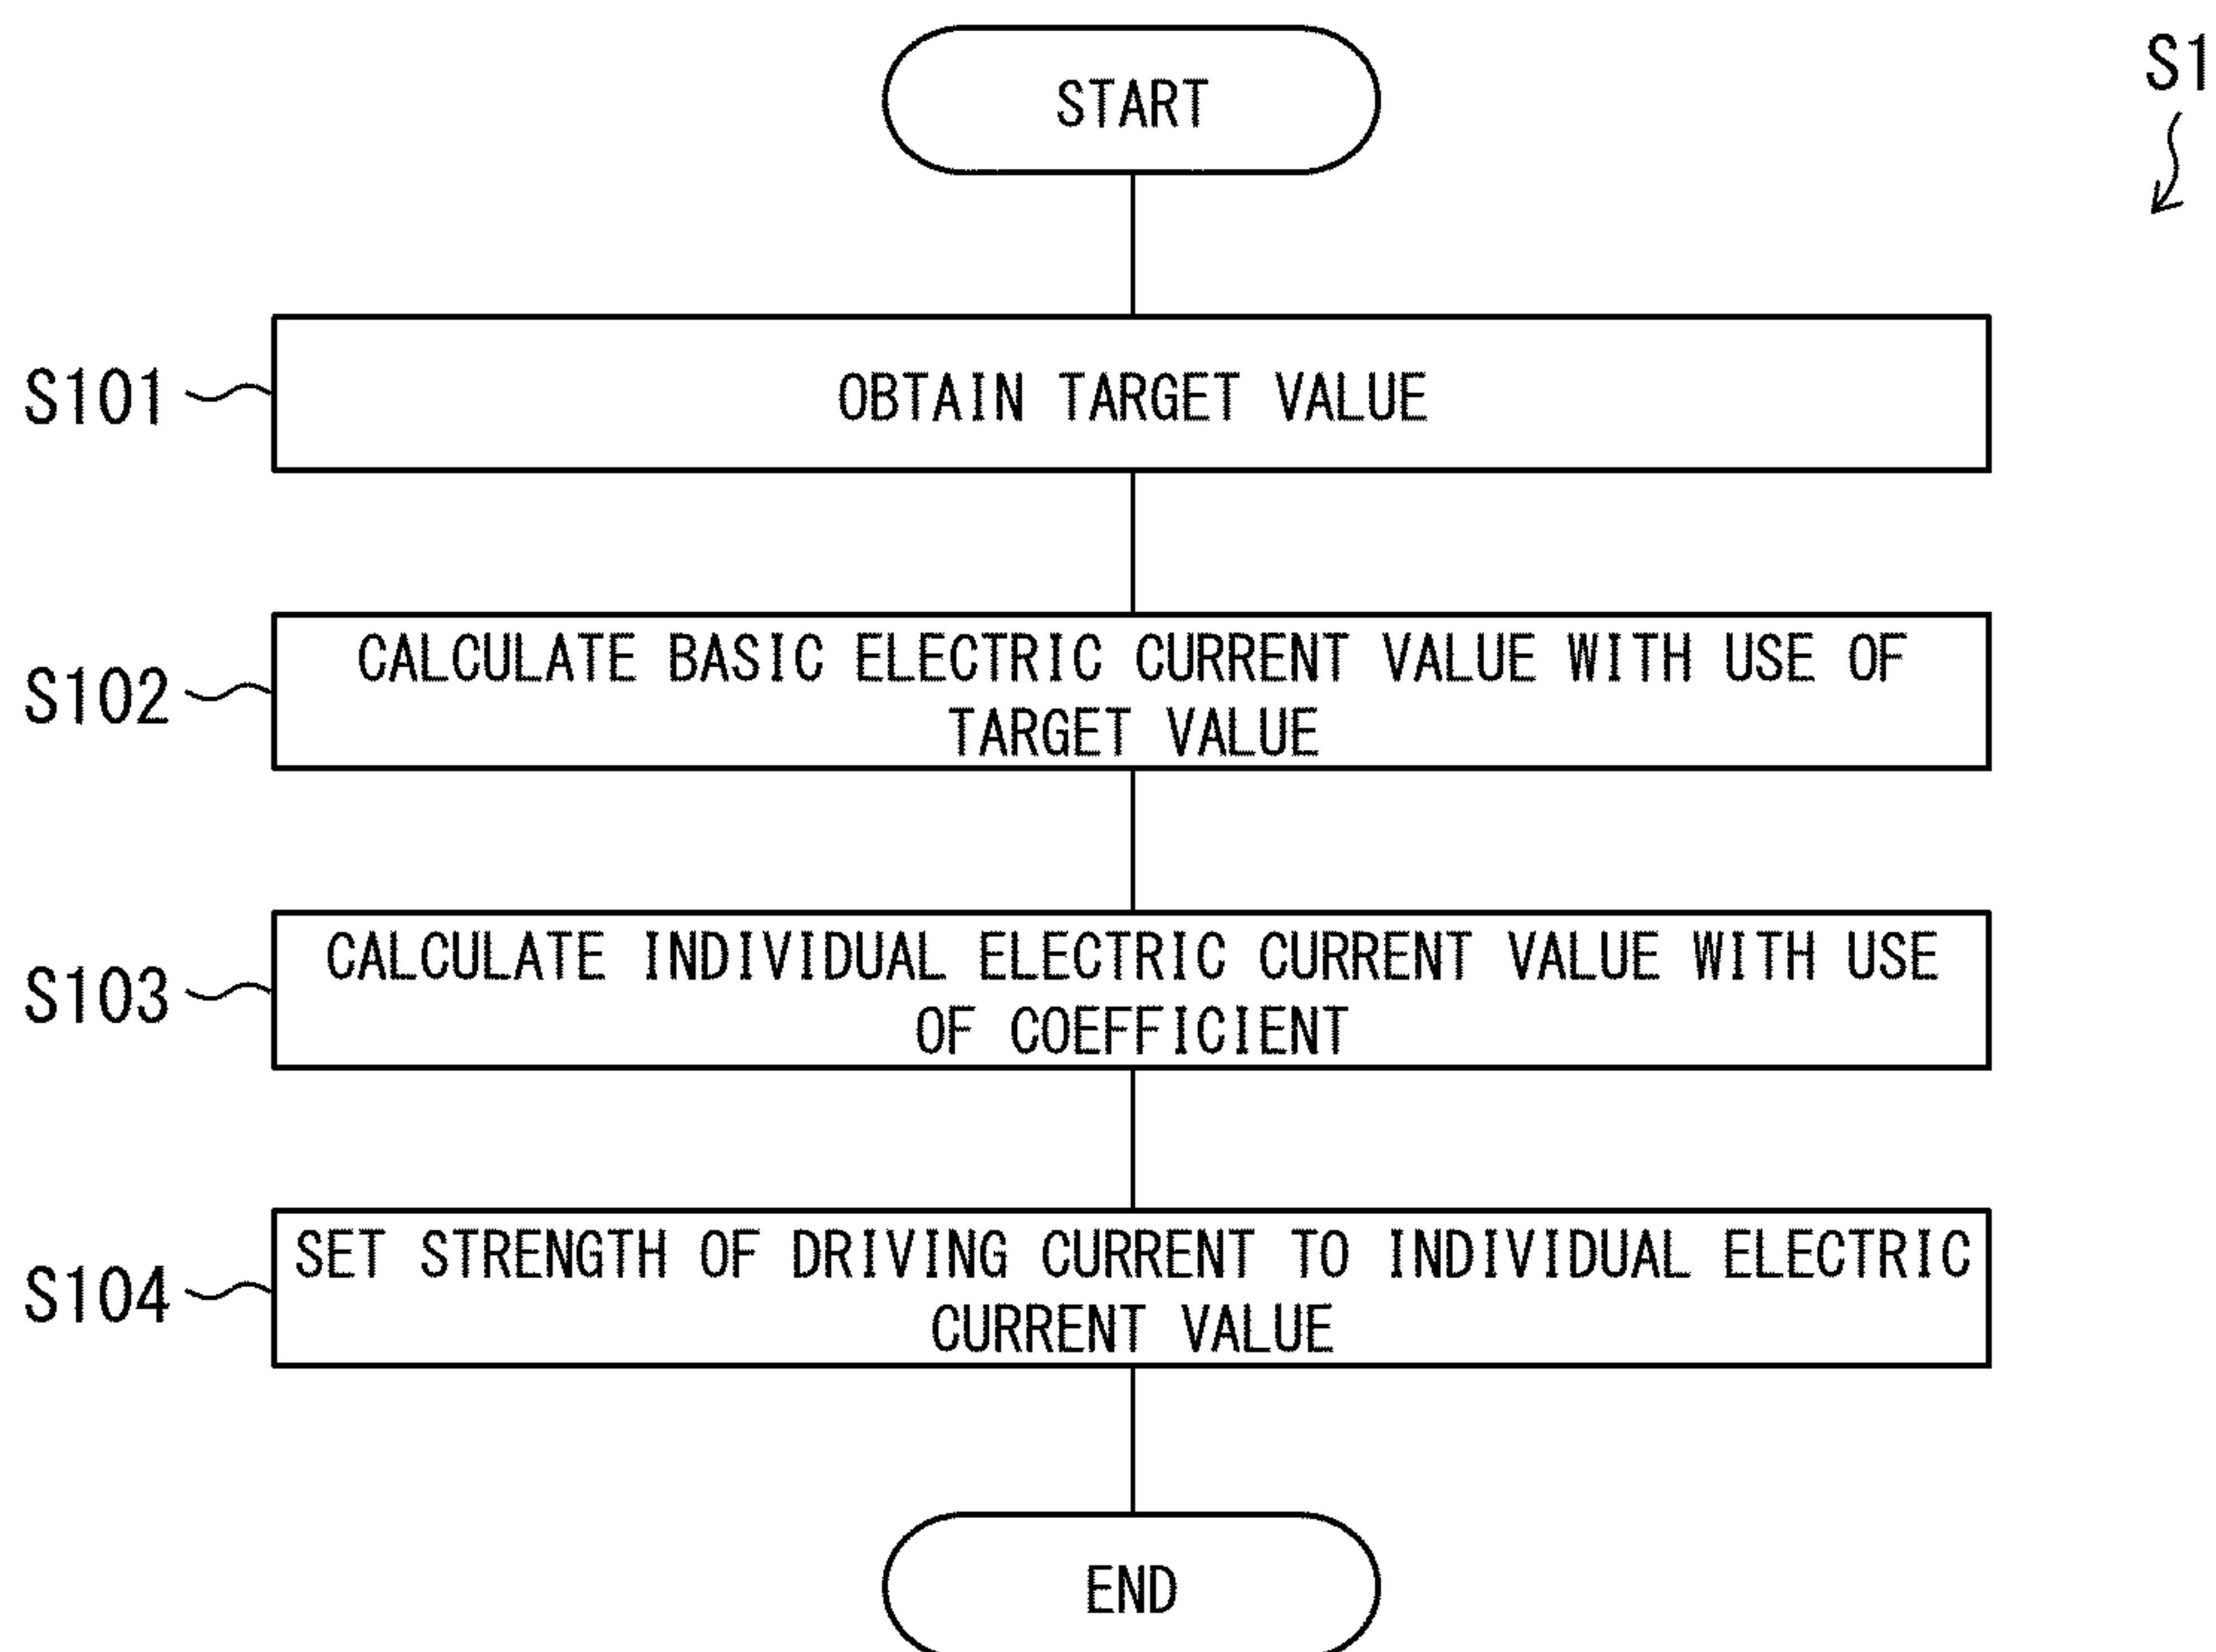 START
S1
S101
OBTAIN TARGET VALUE
S102
CALCULATE BASIC ELECTRIC CURRENT VALUE WITH USE OF
TARGET VALUE
S103
CALCULATE INDIVIDUAL ELECTRIC CURRENT VALUE WITH USE
OF COEFFICIENT
S104
SET STRENGTH OF DRIVING CURRENT TO INDIVIDUAL ELECTRIC
CURRENT VALUE
END